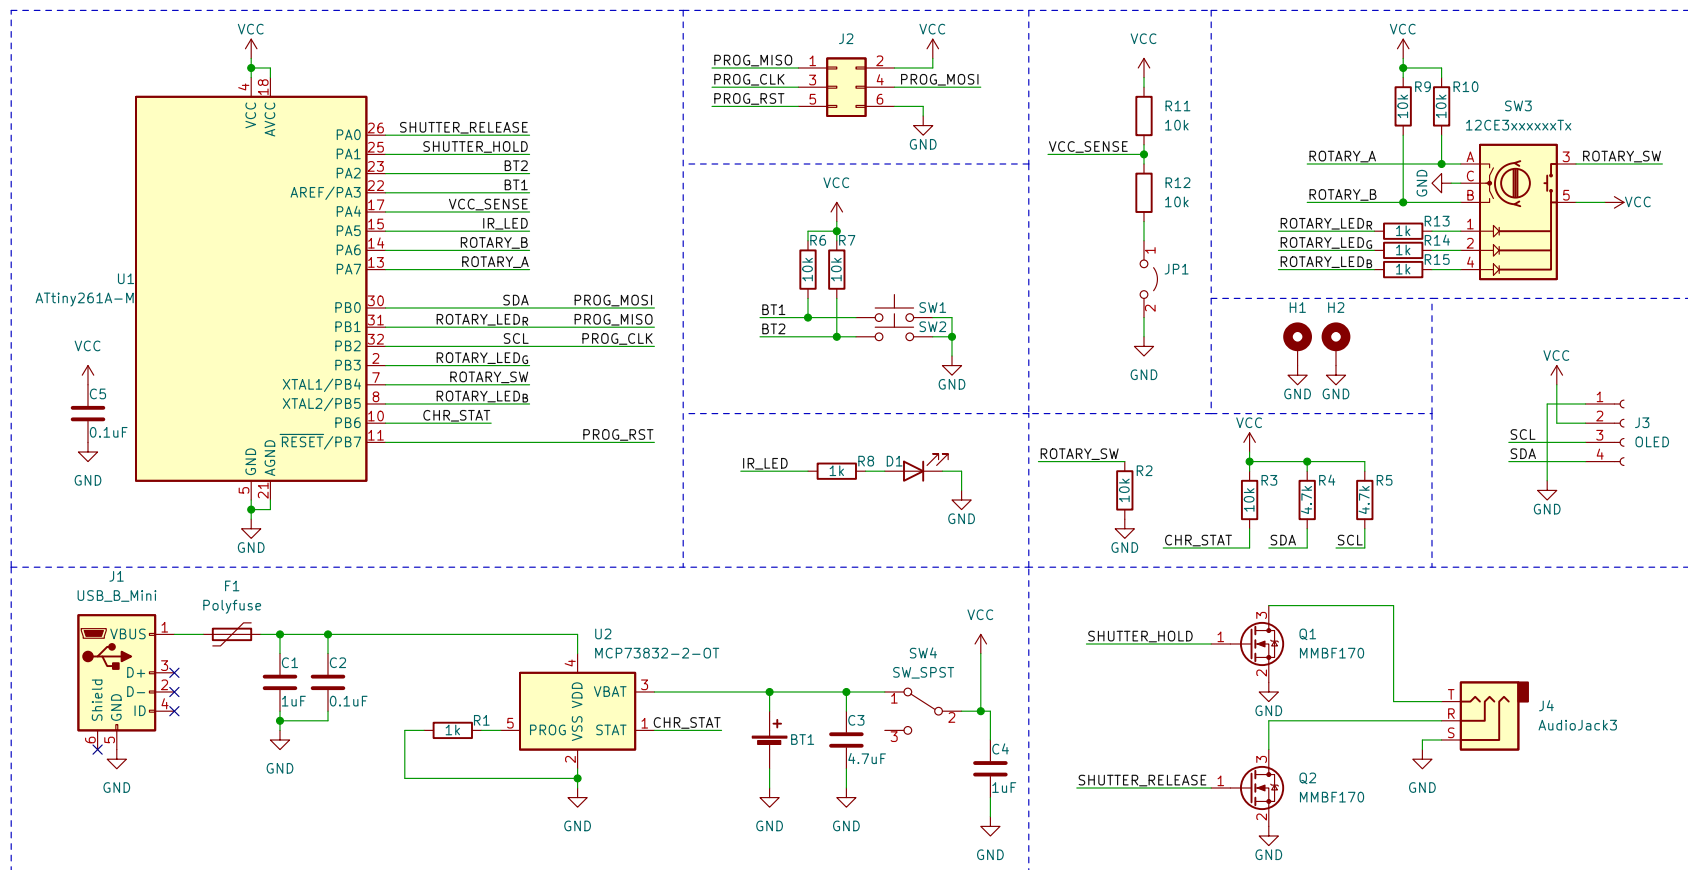 VCC
4
18
VCC
AVCC
U1
ATtiny261A-M
PA0 26 SHUTTER_RELEASE
PA1 25 SHUTTER_HOLD
PA2 23 BT2
AREF/PA3 22 BT1
PA4 17 VCC_SENSE
PA5 15 IR_LED
PA6 14 ROTARY_B
PA7 13 ROTARY_A
PB0 30 SDA PROG_MOSI
PB1 31 ROTARY_LEDR PROG_MISO
PB2 32 SCL PROG_CLK
PB3 2 ROTARY_LEDG
XTAL1/PB4 7 ROTARY_SW
XTAL2/PB5 8 ROTARY_LEDB
PB6 10 CHR_STAT
RESET/PB7 11 PROG_RST
GND
AGND
5
21
GND
VCC
C5
0.1uF
GND
J2
VCC
PROG_MISO 1 2
PROG_CLK 3 4 PROG_MOSI
PROG_RST 5 6
GND
VCC
R6 R7
10k 10k
BT1 SW1
BT2 SW2
GND
IR_LED 1k R8 D1
GND
VCC
R11
10k
VCC_SENSE
R12
10k
1
JP1
2
GND
VCC
R9 R10
10k 10k
SW3
12CE3xxxxxxTx
ROTARY_A A 3 ROTARY_SW
GND C
ROTARY_B B 5 VCC
ROTARY_LEDR 1k R13 1
ROTARY_LEDG 1k R14 2
ROTARY_LEDB 1k R15 4
H1 H2
GND GND
VCC
1
2 J3
SCL 3 OLED
SDA 4
GND
ROTARY_SW
R2
10k
GND
VCC
R3 R4 R5
10k 4.7k 4.7k
CHR_STAT SDA SCL
J1
USB_B_Mini
VBUS 1
D+ 3
D- 2
ID 4
Shield
GND
6
5
GND
F1
Polyfuse
C1
1uF
C2
0.1uF
GND
U2
MCP73832-2-OT
4
VDD
VBAT 3
R1
1k
5 PROG
VSS
STAT 1 CHR_STAT
2
GND
+
BT1
GND
C3
4.7uF
GND
SW4
SW_SPST
1
2
3
VCC
C4
1uF
GND
SHUTTER_HOLD 1
3
2
Q1
MMBF170
GND
SHUTTER_RELEASE 1
3
2
Q2
MMBF170
GND
T
R
S
J4
AudioJack3
GND